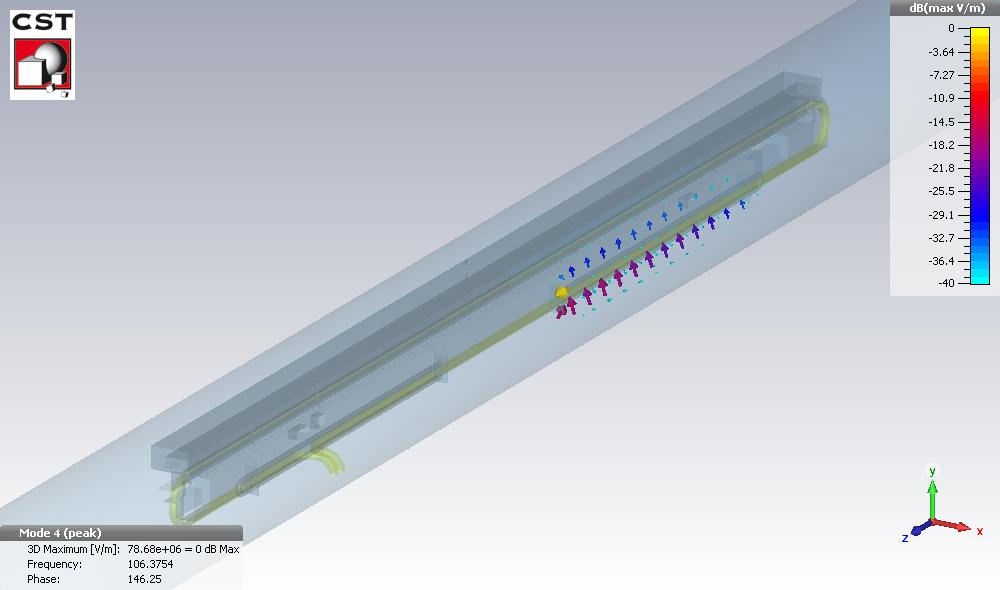 CST
dB(max V/m)
0
-3.64
-7.27
-10.9
-14.5
-18.2
-21.8
-25.5
-29.1
-32.7
-36.4
-40
y
x
z
Mode 4 (peak)
3D Maximum [V/m]: 78.68e+06 = 0 dB Max
Frequency: 106.3754
Phase: 146.25